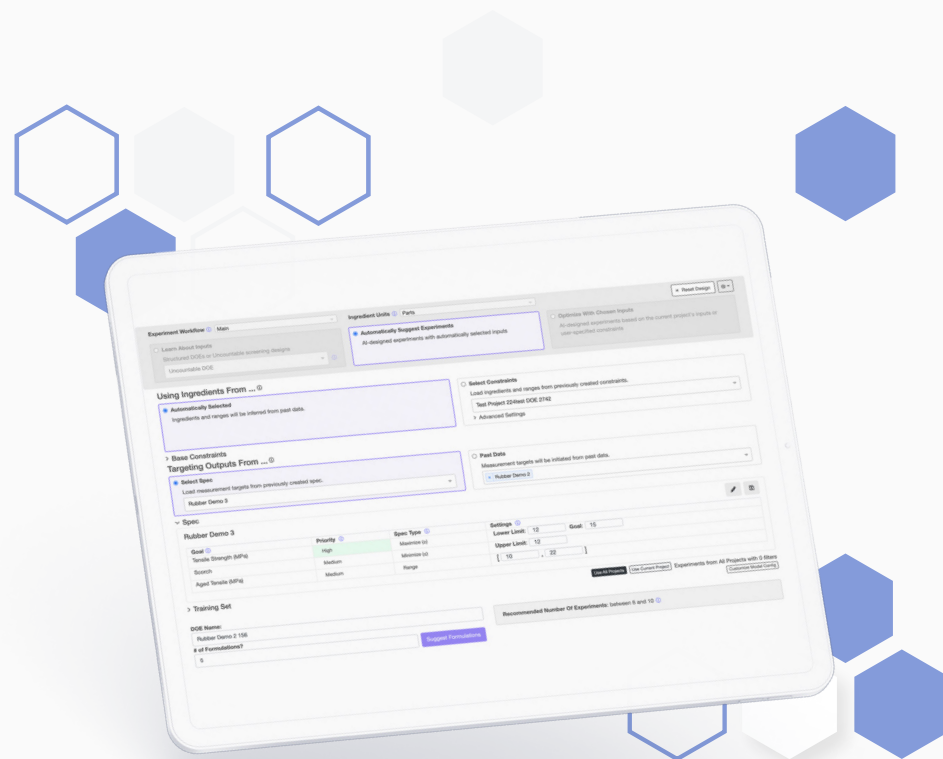 Reset Design
Experiment Workflow Main
Ingredient Units Parts
Learn About Inputs
Structured DOEs or Uncountable screening designs
Uncountable DOE
Automatically Suggest Experiments
AI-designed experiments with automatically selected inputs
Optimize With Chosen Inputs
AI-designed experiments based on the current project's inputs or
user-specified constraints.
Using Ingredients From ...
Automatically Selected
Ingredients and ranges will be inferred from past data.
Select Constraints
Load ingredients and ranges from previously created constraints.
Test Project 224test DOE 2742
> Advanced Settings
> Base Constraints
Targeting Outputs From ...
Select Spec
Load measurement targets from previously created spec.
Rubber Demo 3
Past Data
Measurement targets will be initiated from past data.
× Rubber Demo 2
Spec
Rubber Demo 3
Goal Priority Spec Type Settings
Tensile Strength (MPa) High Maximize (≥) Lower Limit: 12 Goal: 15
Scorch Medium Minimize (≤) Upper Limit: 12
Aged Tensile (MPa) Medium Range [ 10 , 22 ]
Use All Projects Use Current Project Experiments from All Projects with 0 filters
Customize Model Config
> Training Set
DOE Name:
Rubber Demo 2 156
# of Formulations?
5
Suggest Formulations
Recommended Number Of Experiments: between 8 and 10